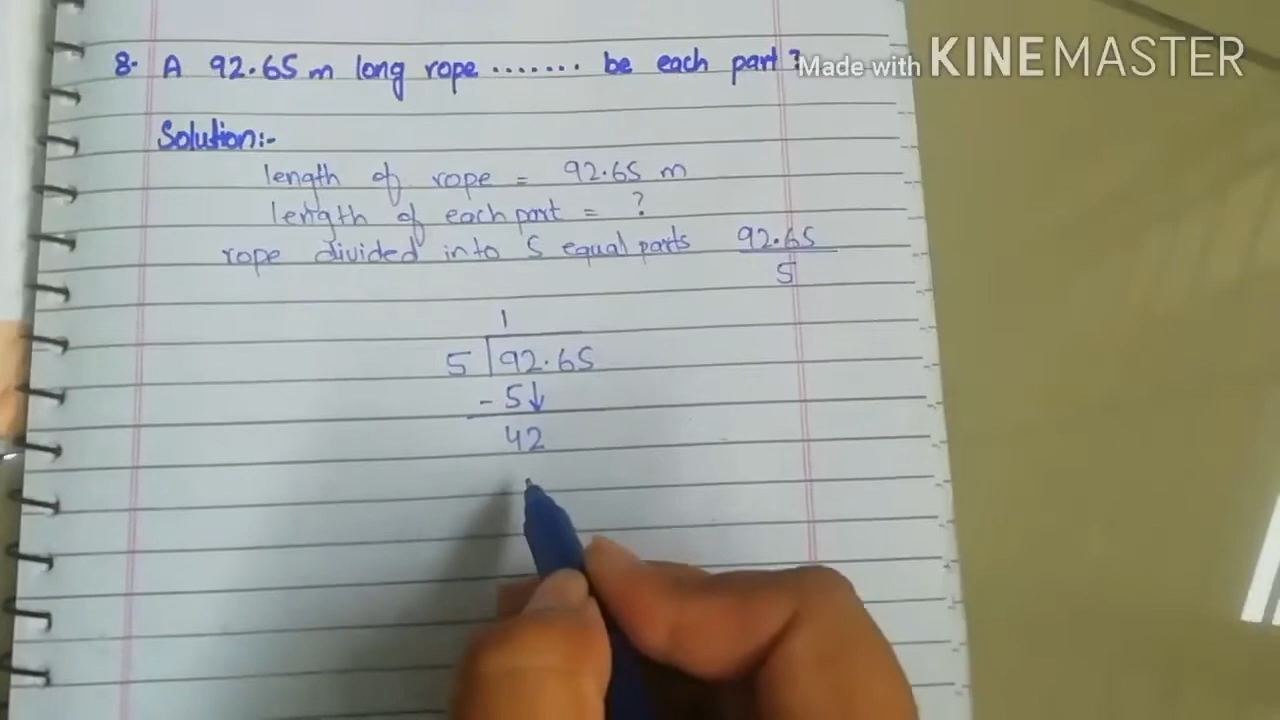 8. A 92.65 m long rope ....... be each part?
Made with KINEMASTER
Solution:-
length of rope = 92.65 m
length of each part = ?
rope divided into 5 equal parts 92.65
5
1
5 92.65
- 5↓
42